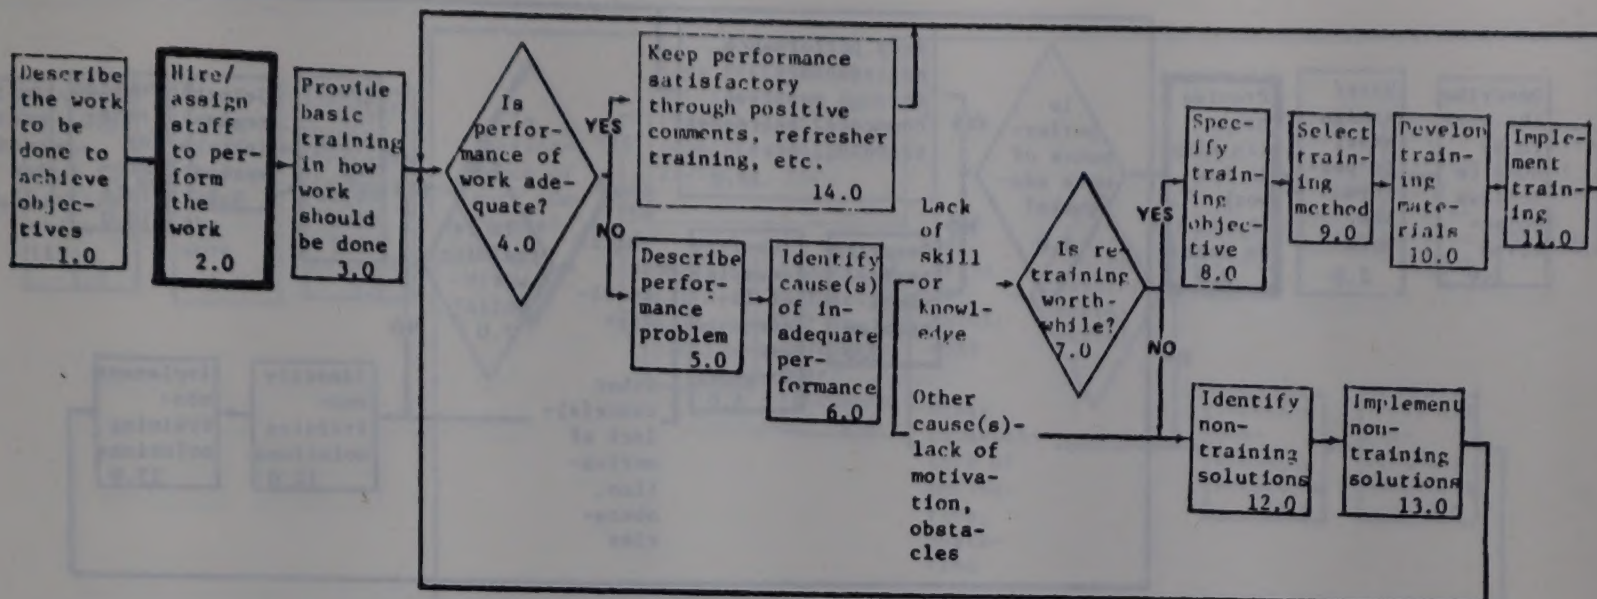 Describe
the work
to be
done to
achieve
objec-
tives
1.0
Hire/
assign
staff
to per-
form
the
work
2.0
Provide
basic
training
in how
work
should
be done
3.0
Is
perfor-
mance of
work ade-
quate?
4.0
YES
NO
Keep performance
satisfactory
through positive
comments, refresher
training, etc.
14.0
Describe
perfor-
mance
problem
5.0
Identify
cause(s)
of in-
adequate
per-
formance
6.0
Lack
of
skill
or
knowl-
edge
Other
cause(s)-
lack of
motiva-
tion,
obsta-
cles
Is re-
training
worth-
while?
7.0
YES
NO
Spec-
ify
train-
ing
objec-
tive
8.0
Select
train-
ing
method
9.0
Develop
train-
ing
mate-
rials
10.0
Imple-
ment
train-
ing
11.0
Identify
non-
training
solutions
12.0
Implement
non-
training
solutions
13.0